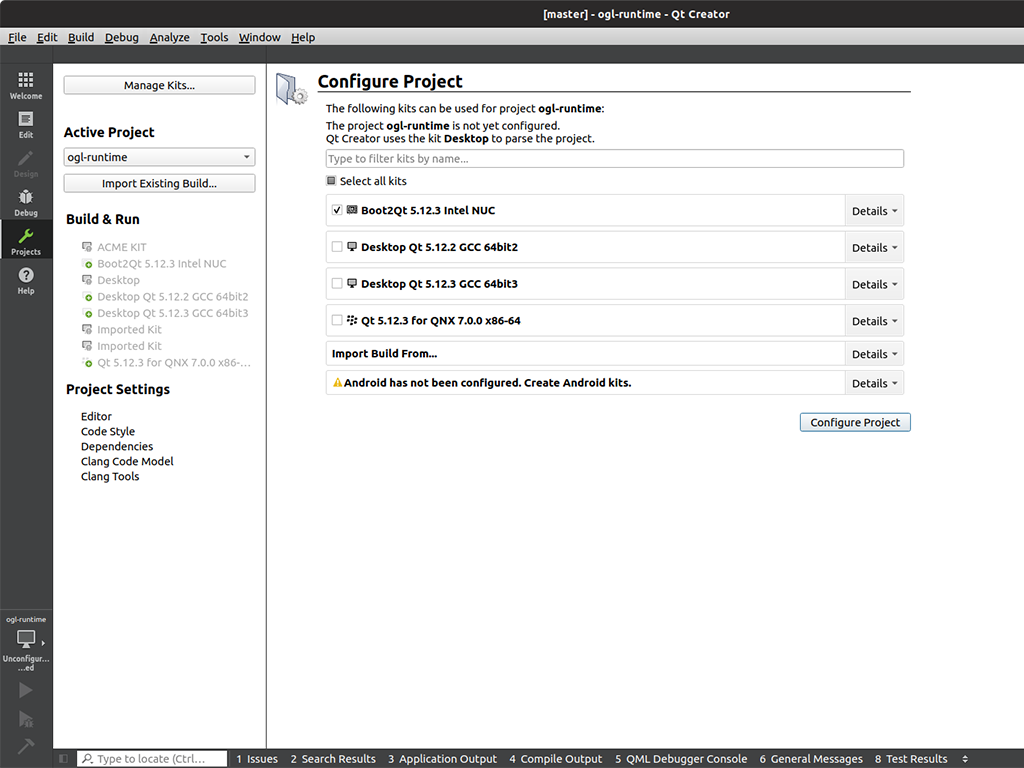 [master] - ogl-runtime - Qt Creator
File Edit Build Debug Analyze Tools Window Help
Welcome
Edit
Design
Debug
Projects
Help
Manage Kits...
Active Project
ogl-runtime
Import Existing Build...
Build & Run
ACME KIT
Boot2Qt 5.12.3 Intel NUC
Desktop
Desktop Qt 5.12.2 GCC 64bit2
Desktop Qt 5.12.3 GCC 64bit3
Imported Kit
Imported Kit
Qt 5.12.3 for QNX 7.0.0 x86-...
Project Settings
Editor
Code Style
Dependencies
Clang Code Model
Clang Tools
Configure Project
The following kits can be used for project ogl-runtime:
The project ogl-runtime is not yet configured.
Qt Creator uses the kit Desktop to parse the project.
Type to filter kits by name...
Select all kits
Boot2Qt 5.12.3 Intel NUC Details
Desktop Qt 5.12.2 GCC 64bit2 Details
Desktop Qt 5.12.3 GCC 64bit3 Details
Qt 5.12.3 for QNX 7.0.0 x86-64 Details
Import Build From... Details
Android has not been configured. Create Android kits. Details
Configure Project
ogl-runtime
Unconfigur...
...ed
Type to locate (Ctrl... 1 Issues 2 Search Results 3 Application Output 4 Compile Output 5 QML Debugger Console 6 General Messages 8 Test Results